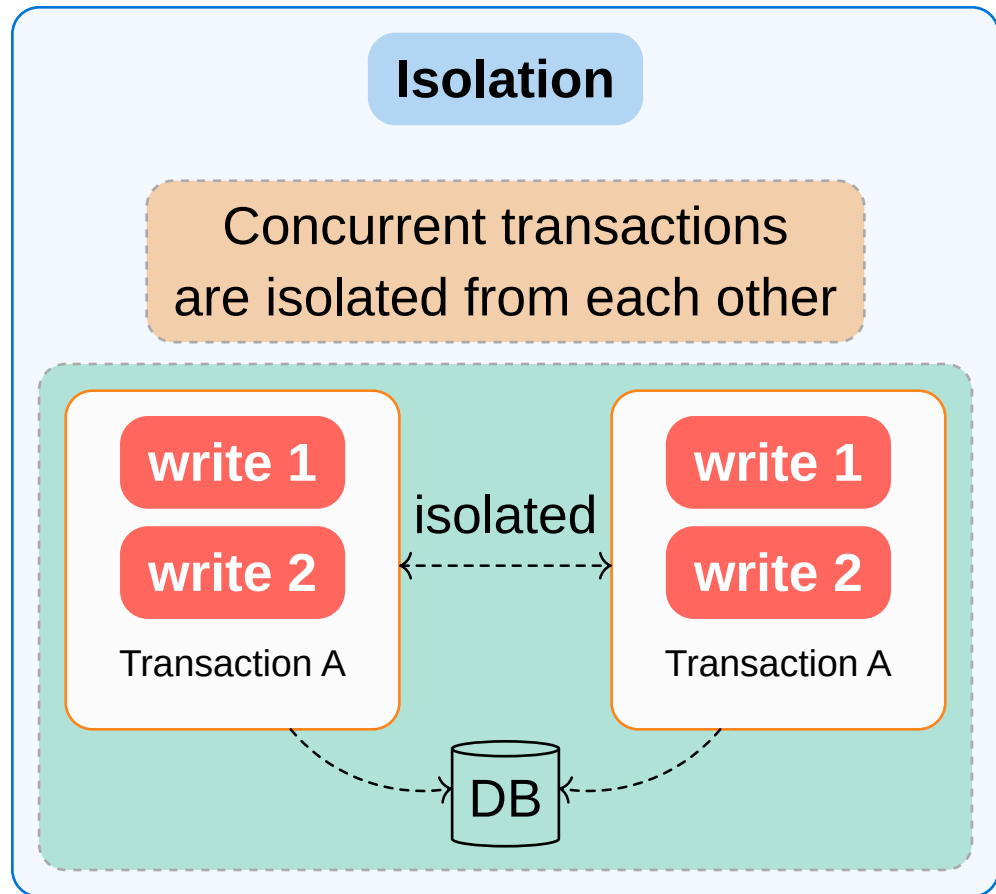 Isolation
Concurrent transactions
are isolated from each other
write 1
write 2
Transaction A
isolated
write 1
write 2
Transaction A
DB